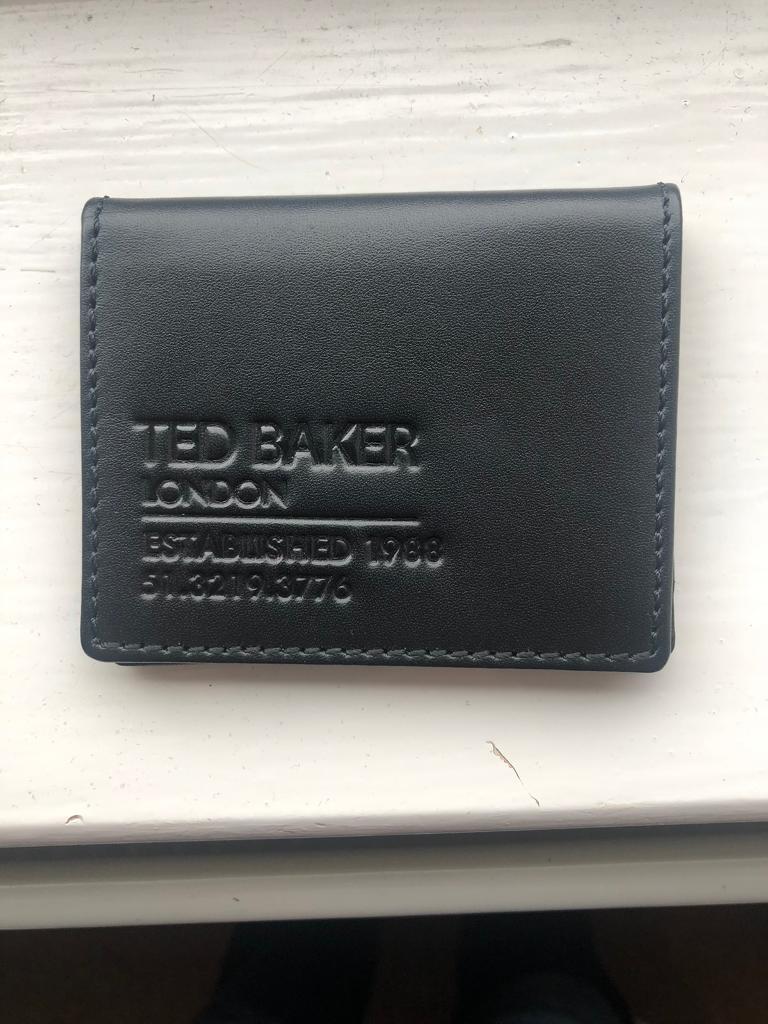 TED BAKER
LONDON
ESTABLISHED 1988
51.3219.3776